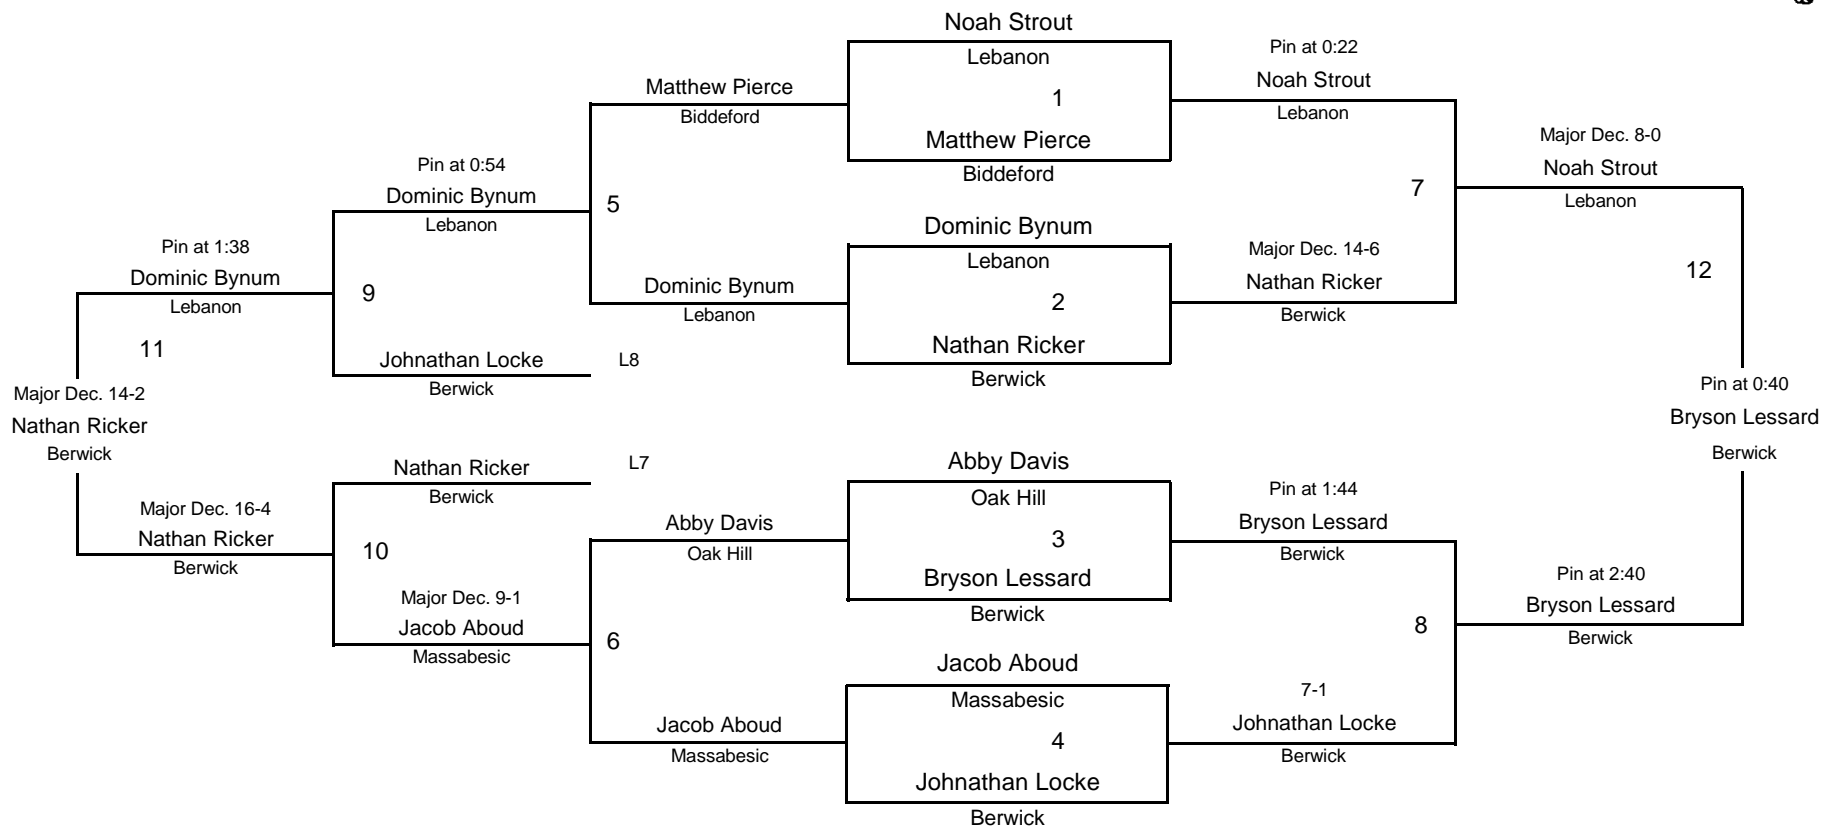 Noah Strout
Lebanon
1
Matthew Pierce
Biddeford
Dominic Bynum
Lebanon
2
Nathan Ricker
Berwick
Abby Davis
Oak Hill
3
Bryson Lessard
Berwick
Jacob Aboud
Massabesic
4
Johnathan Locke
Berwick
Pin at 0:22
Noah Strout
Lebanon
Major Dec. 14-6
Nathan Ricker
Berwick
7
Pin at 1:44
Bryson Lessard
Berwick
7-1
Johnathan Locke
Berwick
8
Major Dec. 8-0
Noah Strout
Lebanon
12
Pin at 2:40
Bryson Lessard
Berwick
Pin at 0:40
Bryson Lessard
Berwick
Matthew Pierce
Biddeford
5
Dominic Bynum
Lebanon
Abby Davis
Oak Hill
6
Jacob Aboud
Massabesic
Pin at 0:54
Dominic Bynum
Lebanon
9
Johnathan Locke
Berwick
L8
Nathan Ricker
Berwick
L7
10
Major Dec. 9-1
Jacob Aboud
Massabesic
Pin at 1:38
Dominic Bynum
Lebanon
11
Major Dec. 16-4
Nathan Ricker
Berwick
Major Dec. 14-2
Nathan Ricker
Berwick